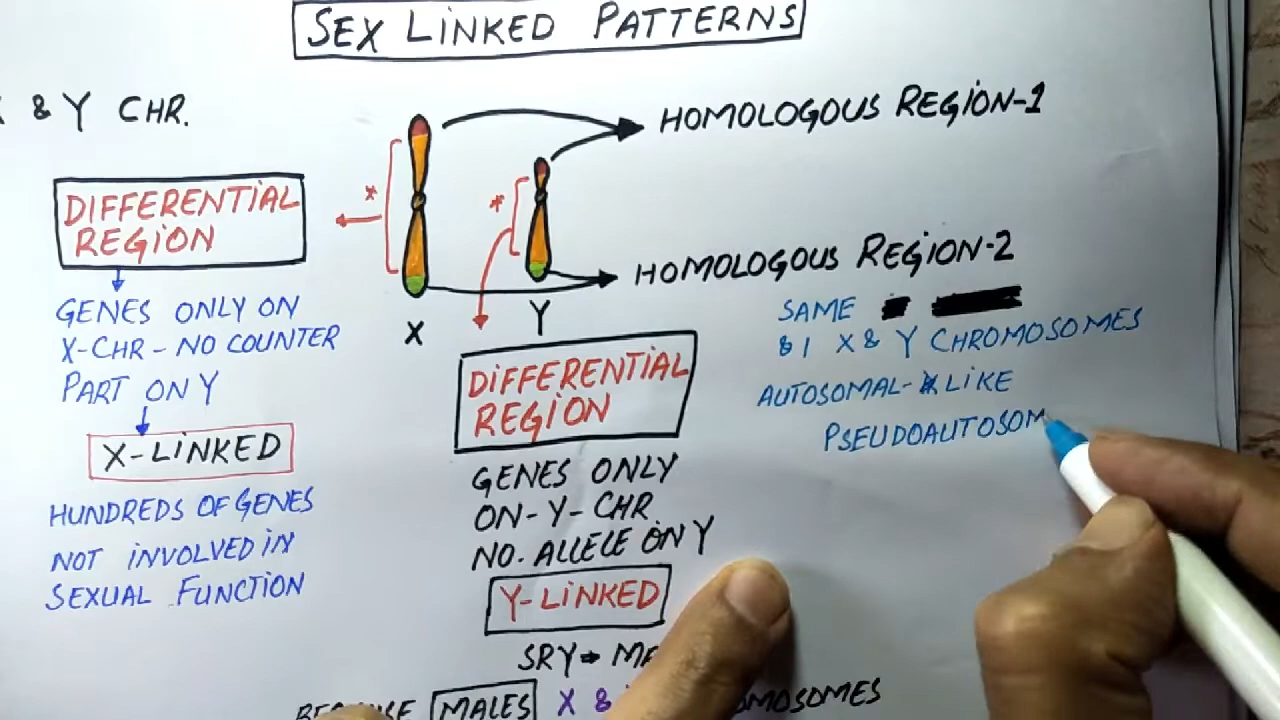 SEX LINKED PATTERNS
& Y CHR.
HOMOLOGOUS REGION-1
DIFFERENTIAL
REGION
*
*
HOMOLOGOUS REGION-2
GENES ONLY ON
X-CHR - NO COUNTER
PART ON Y
X-LINKED
HUNDREDS OF GENES
NOT INVOLVED IN
SEXUAL FUNCTION
X
Y
DIFFERENTIAL
REGION
GENES ONLY
ON-Y-CHR
NO. ALLELE ON Y
Y-LINKED
SRY
SAME
X & Y CHROMOSOMES
AUTOSOMAL- LIKE
PSEUDOAUTOSOM
MALES X &